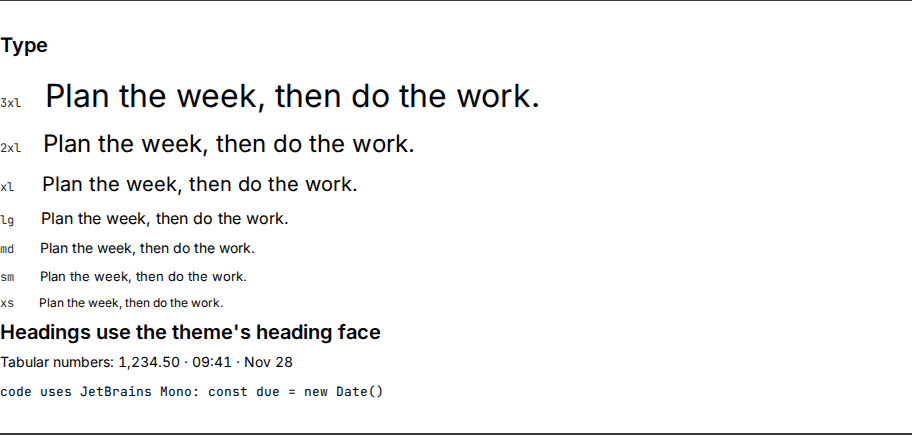 Type
3xl Plan the week, then do the work.
2xl Plan the week, then do the work.
xl Plan the week, then do the work.
lg Plan the week, then do the work.
md Plan the week, then do the work.
sm Plan the week, then do the work.
xs Plan the week, then do the work.
Headings use the theme's heading face
Tabular numbers: 1,234.50 · 09:41 · Nov 28
code uses JetBrains Mono: const due = new Date()